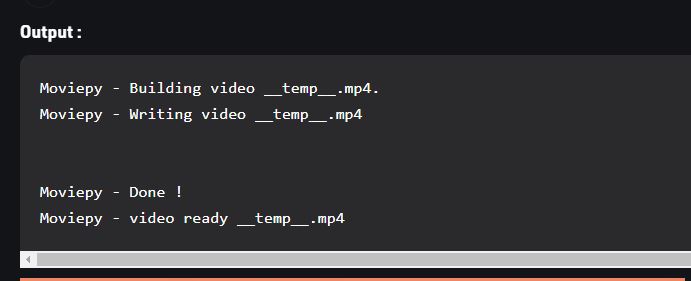 Output :
Moviepy - Building video __temp__.mp4.
Moviepy - Writing video __temp__.mp4
Moviepy - Done !
Moviepy - video ready __temp__.mp4